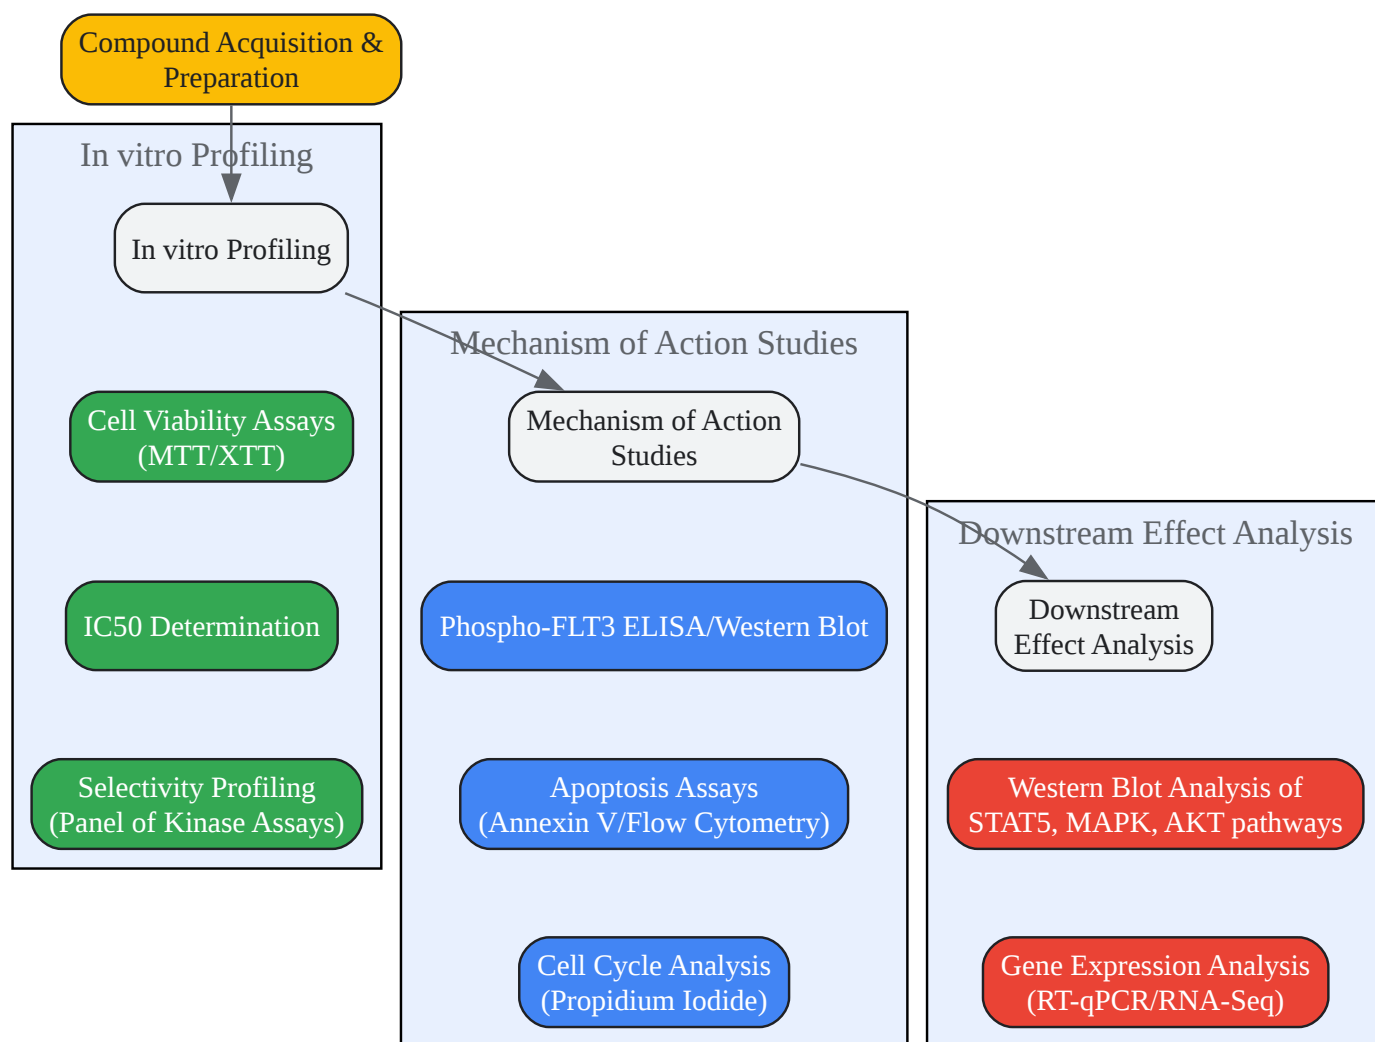 Compound Acquisition &
Preparation
In vitro Profiling
In vitro Profiling
Cell Viability Assays
(MTT/XTT)
IC50 Determination
Selectivity Profiling
(Panel of Kinase Assays)
Mechanism of Action Studies
Mechanism of Action
Studies
Phospho-FLT3 ELISA/Western Blot
Apoptosis Assays
(Annexin V/Flow Cytometry)
Cell Cycle Analysis
(Propidium Iodide)
Downstream Effect Analysis
Downstream
Effect Analysis
Western Blot Analysis of
STAT5, MAPK, AKT pathways
Gene Expression Analysis
(RT-qPCR/RNA-Seq)